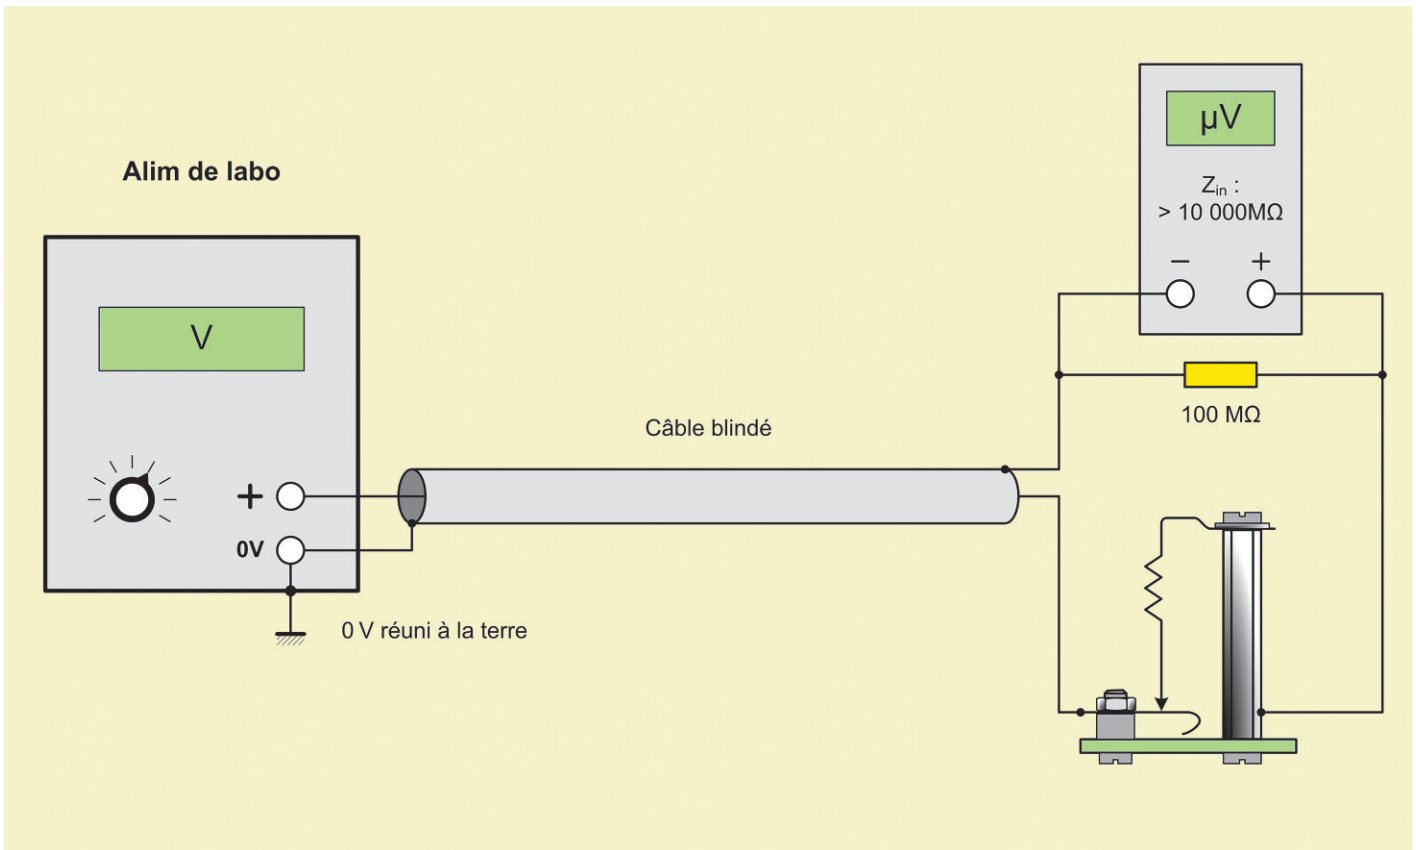 Alim de labo
V
+
0V
0 V réuni à la terre
Câble blindé
µV
Zin :
> 10 000MΩ
− +
100 MΩ